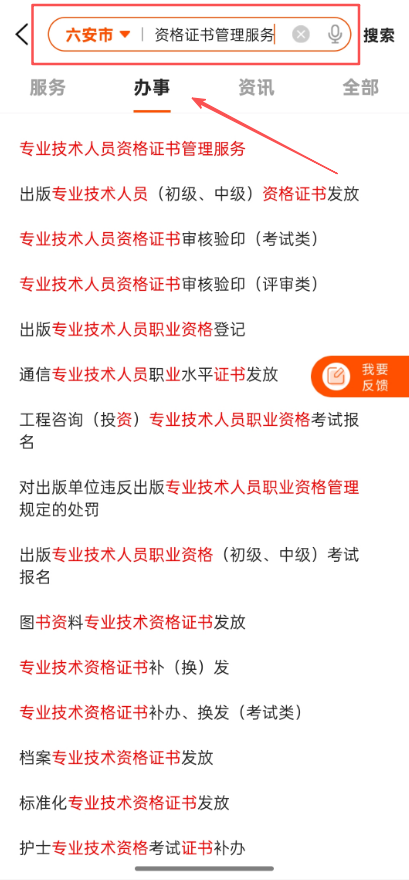 六安市 资格证书管理服务 搜索
服务 办事 资讯 全部
专业技术人员资格证书管理服务
出版专业技术人员（初级、中级）资格证书发放
专业技术人员资格证书审核验印（考试类）
专业技术人员资格证书审核验印（评审类）
出版专业技术人员职业资格登记
通信专业技术人员职业水平证书发放
我要
反馈
工程咨询（投资）专业技术人员职业资格考试报
名
对出版单位违反出版专业技术人员职业资格管理
规定的处罚
出版专业技术人员职业资格（初级、中级）考试
报名
图书资料专业技术资格证书发放
专业技术资格证书补（换）发
专业技术资格证书补办、换发（考试类）
档案专业技术资格证书发放
标准化专业技术资格证书发放
护士专业技术资格考试证书补办